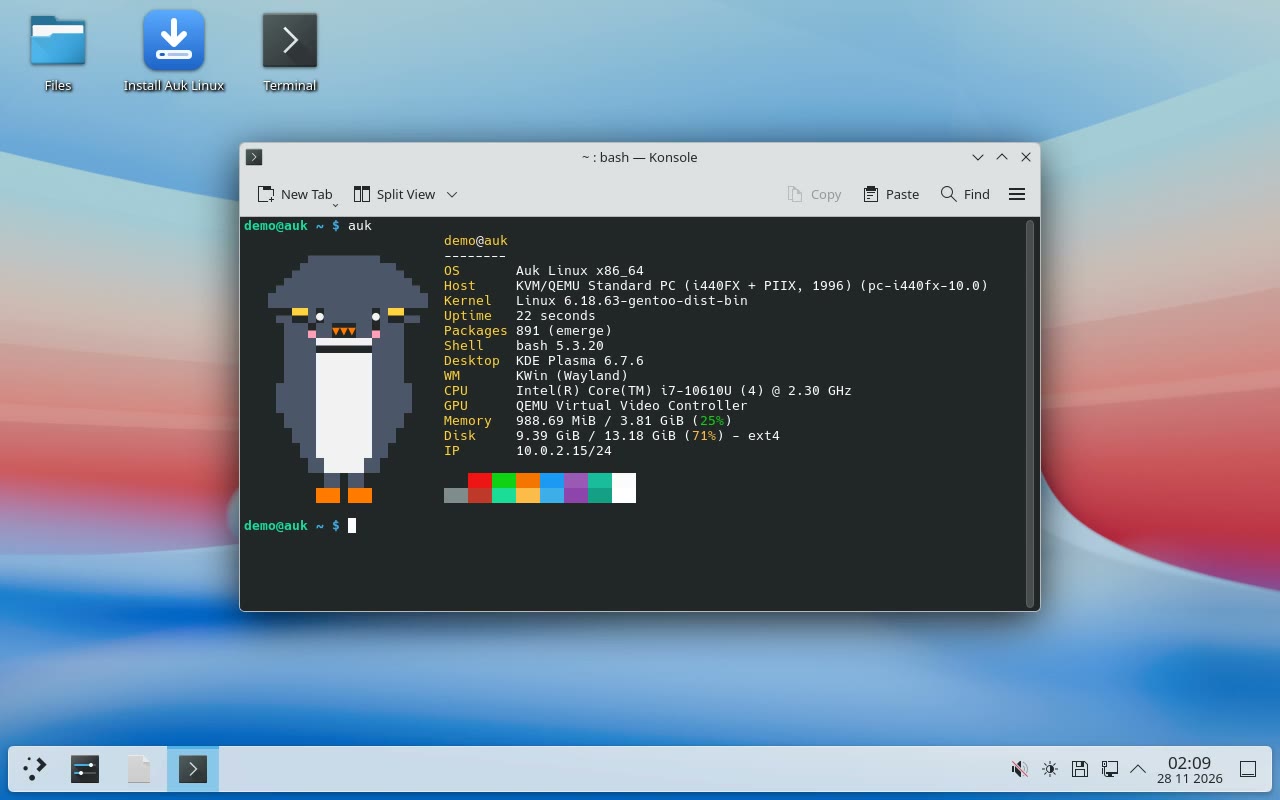 Files
Install Auk Linux
Terminal
~ : bash — Konsole
New Tab
Split View
Copy
Paste
Find
demo@auk ~ $ auk
demo@auk
--------
OS Auk Linux x86_64
Host KVM/QEMU Standard PC (i440FX + PIIX, 1996) (pc-i440fx-10.0)
Kernel Linux 6.18.63-gentoo-dist-bin
Uptime 22 seconds
Packages 891 (emerge)
Shell bash 5.3.20
Desktop KDE Plasma 6.7.6
WM KWin (Wayland)
CPU Intel(R) Core(TM) i7-10610U (4) @ 2.30 GHz
GPU QEMU Virtual Video Controller
Memory 988.69 MiB / 3.81 GiB (25%)
Disk 9.39 GiB / 13.18 GiB (71%) - ext4
IP 10.0.2.15/24
demo@auk ~ $
02:09
28 11 2026